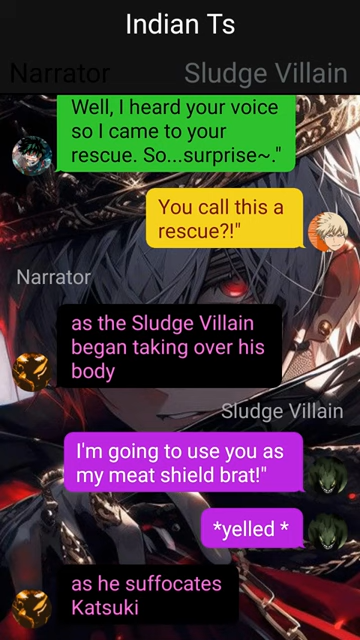 Indian Ts
Narrator
Sludge Villain
Well, I heard your voice
so I came to your
rescue. So...surprise~."
You call this a
rescue?!"
Narrator
as the Sludge Villain
began taking over his
body
Sludge Villain
I'm going to use you as
my meat shield brat!"
*yelled *
as he suffocates
Katsuki